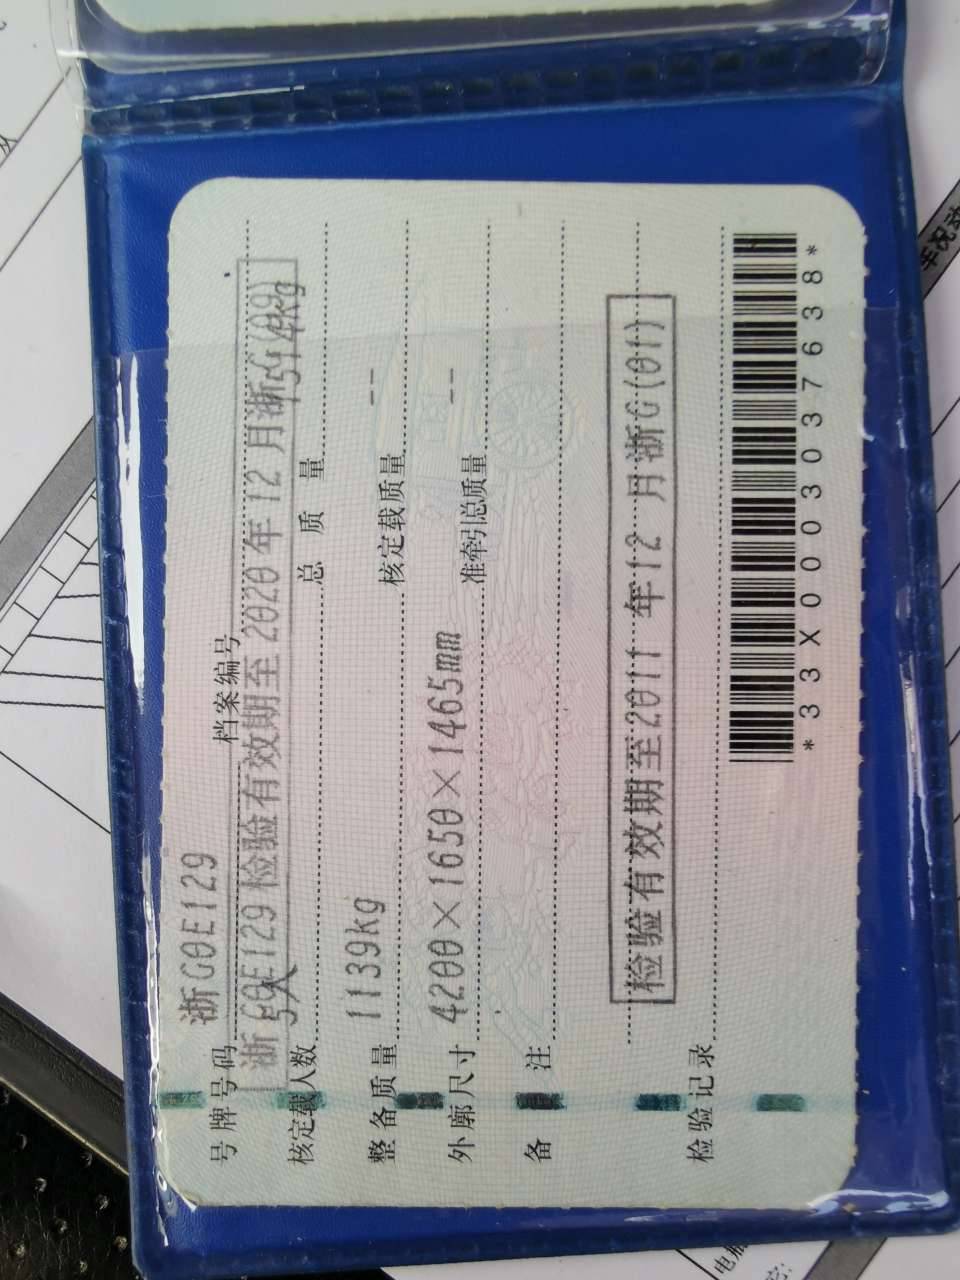 号牌号码 浙G0E129 档案编号
浙G0E129 检验有效期至2020年12月浙G(09)
核定载人数 5人 总质量
整备质量 1139kg 核定载质量 --
外廓尺寸 4200×1650×1465mm 准牵引总质量 --
备注
检验有效期至2011年12月浙G(01)
检验记录
*33X0003037638*